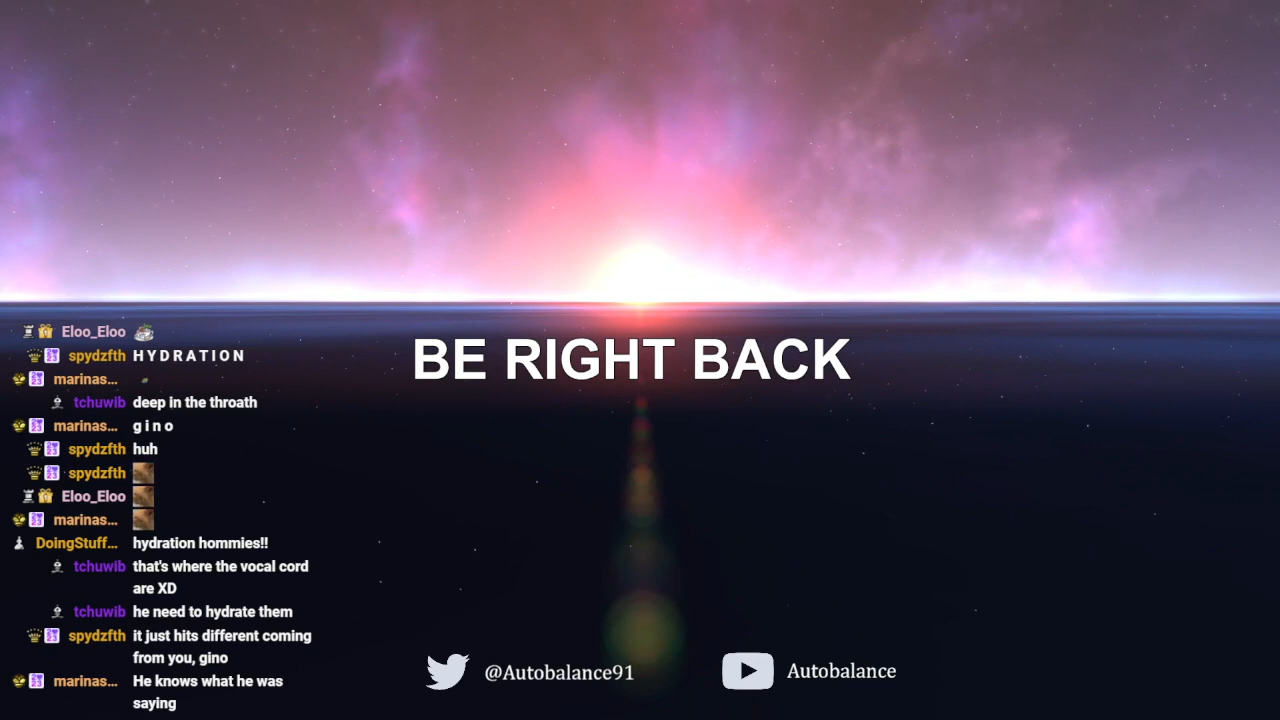 Eloo_Eloo
spydzfth H Y D R A T I O N
marinas...
tchuwib deep in the throath
marinas... g i n o
spydzfth huh
spydzfth
Eloo_Eloo
marinas...
DoingStuff... hydration hommies!!
tchuwib that's where the vocal cord
are XD
tchuwib he need to hydrate them
spydzfth it just hits different coming
from you, gino
marinas... He knows what he was
saying
BE RIGHT BACK
@Autobalance91
Autobalance